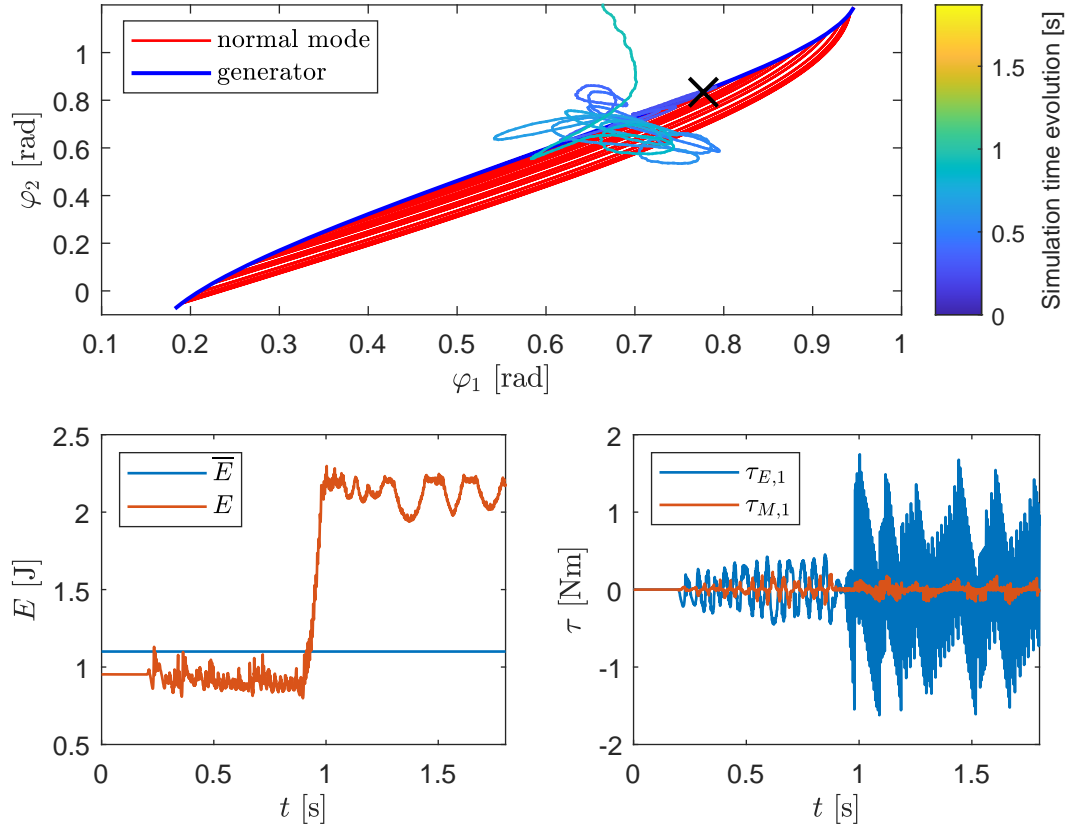 normal mode
generator
1
0.8
0.6
0.4
0.2
0
φ₂ [rad]
0.1 0.2 0.3 0.4 0.5 0.6 0.7 0.8 0.9 1
φ₁ [rad]
1.5
1
0.5
0
Simulation time evolution [s]
E̅
E
2.5
2
1.5
1
0.5
E [J]
0 0.5 1 1.5
t [s]
τ_{E,1}
τ_{M,1}
2
1
0
-1
-2
τ [Nm]
0 0.5 1 1.5
t [s]